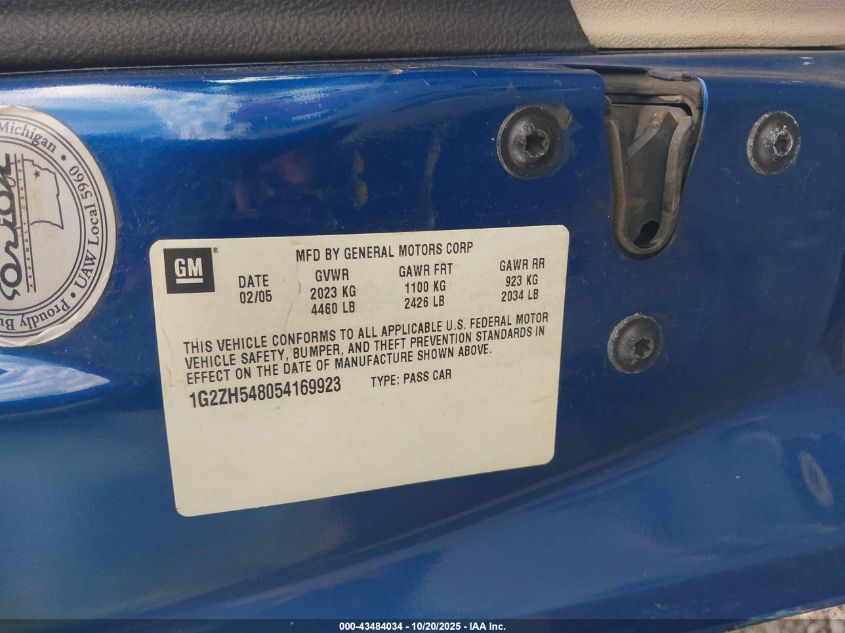 Michigan
UAW Local 5960
Proudly Bu
GM
MFD BY GENERAL MOTORS CORP
DATE GVWR GAWR FRT GAWR RR
02/05 2023 KG 1100 KG 923 KG
4460 LB 2426 LB 2034 LB
THIS VEHICLE CONFORMS TO ALL APPLICABLE U.S. FEDERAL MOTOR
VEHICLE SAFETY, BUMPER, AND THEFT PREVENTION STANDARDS IN
EFFECT ON THE DATE OF MANUFACTURE SHOWN ABOVE.
1G2ZH548054169923 TYPE: PASS CAR
000-43484034 - 10/20/2025 - IAA Inc.